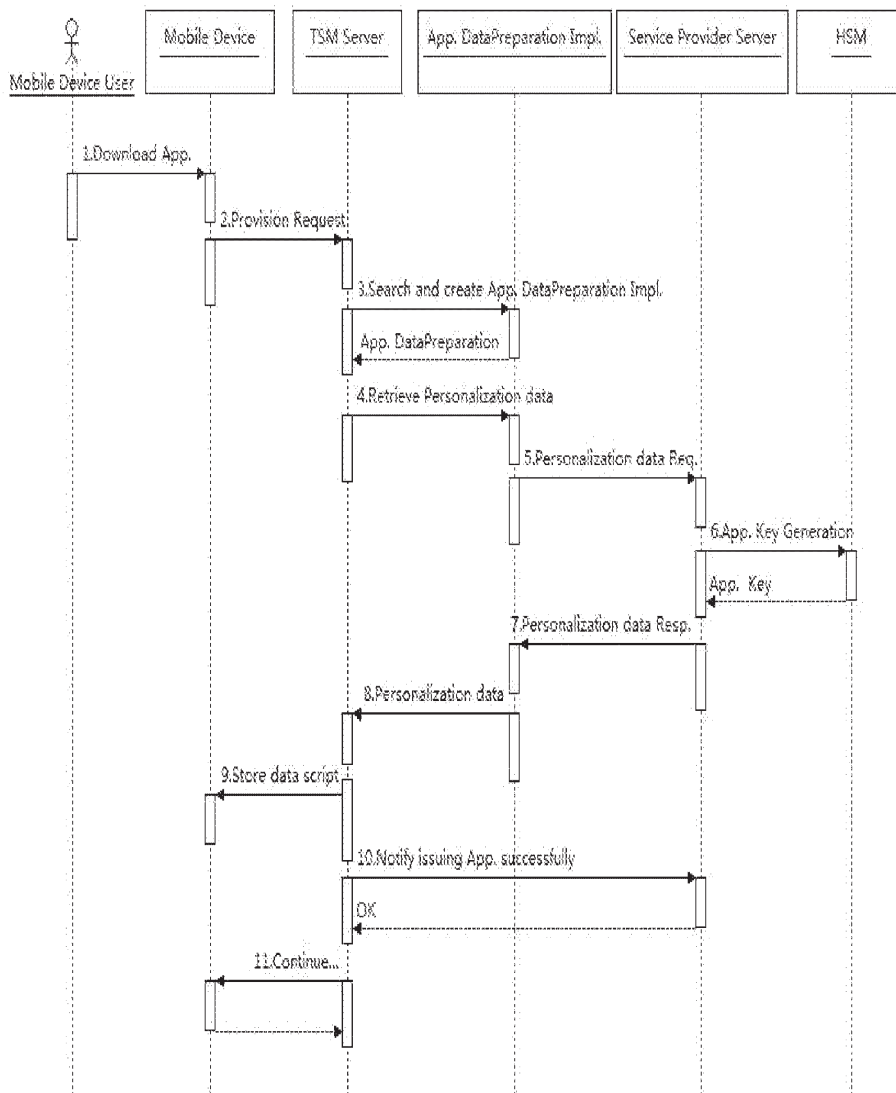 Mobile Device User
Mobile Device
TSM Server
App. DataPreparation Impl.
Service Provider Server
HSM
1.Download App.
2.Provision Request
3.Search and create App. DataPreparation Impl.
App. DataPreparation
4.Retrieve Personalization data
5.Personalization data Req.
6.App. Key Generation
App. Key
7.Personalization data Resp.
8.Personalization data
9.Store data script
10.Notify issuing App. successfully
OK
11.Continue...